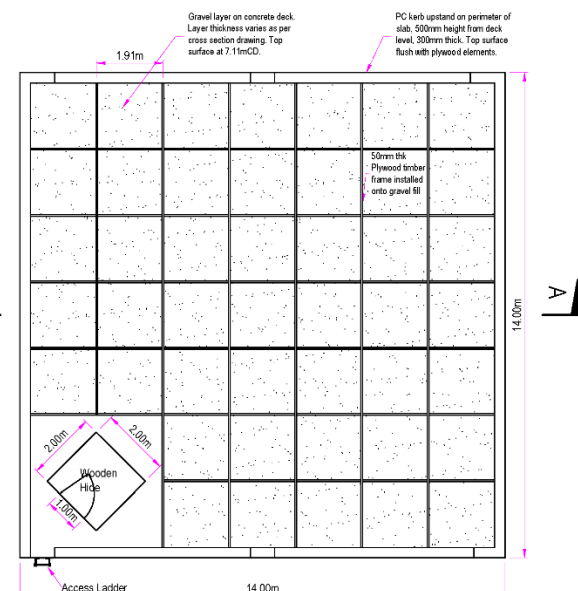 Gravel layer on concrete deck.
Layer thickness varies as per
cross section drawing. Top
surface at 7.11mCD.
PC kerb upstand on perimeter of
slab, 500mm height from deck
level, 300mm thick. Top surface
flush with plywood elements.
1.91m
50mm thk
Plywood timber
frame installed
onto gravel fill
A
14.00m
2.00m
2.00m
Wooden
Hide
1.00m
Access Ladder
14.00m